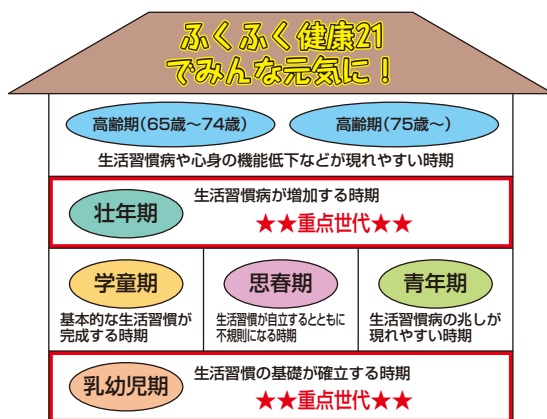 ふくふく健康21
でみんな元気に！
高齢期（65歳～74歳）
高齢期（75歳～）
生活習慣病や心身の機能低下などが現れやすい時期
壮年期
生活習慣病が増加する時期
★★重点世代★★
学童期
基本的な生活習慣が
完成する時期
思春期
生活習慣が自立するとともに
不規則になる時期
青年期
生活習慣病の兆しが
現れやすい時期
乳幼児期
生活習慣の基礎が確立する時期
★★重点世代★★